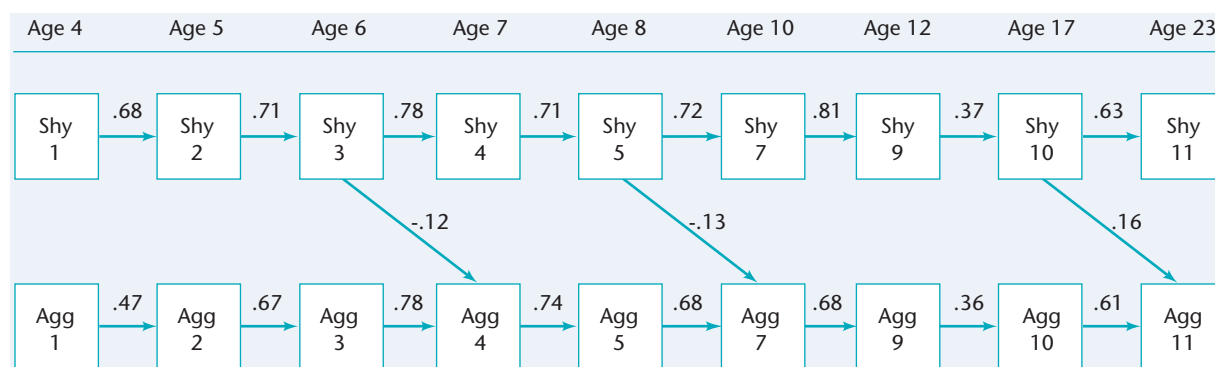 Age 4 Age 5 Age 6 Age 7 Age 8 Age 10 Age 12 Age 17 Age 23
.68 .71 .78 .71 .72 .81 .37 .63
Shy Shy Shy Shy Shy Shy Shy Shy Shy
1 2 3 4 5 7 9 10 11
-.12 -.13 .16
.47 .67 .78 .74 .68 .68 .36 .61
Agg Agg Agg Agg Agg Agg Agg Agg Agg
1 2 3 4 5 7 9 10 11